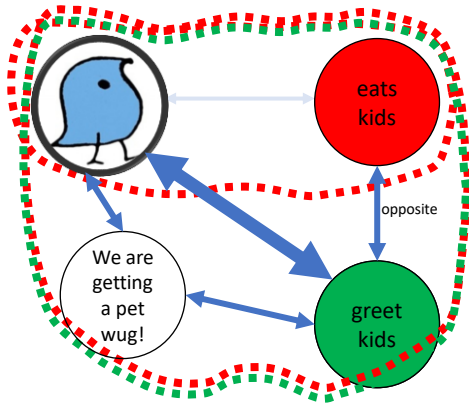 eats
kids
opposite
We are
getting
a pet
wug!
greet
kids